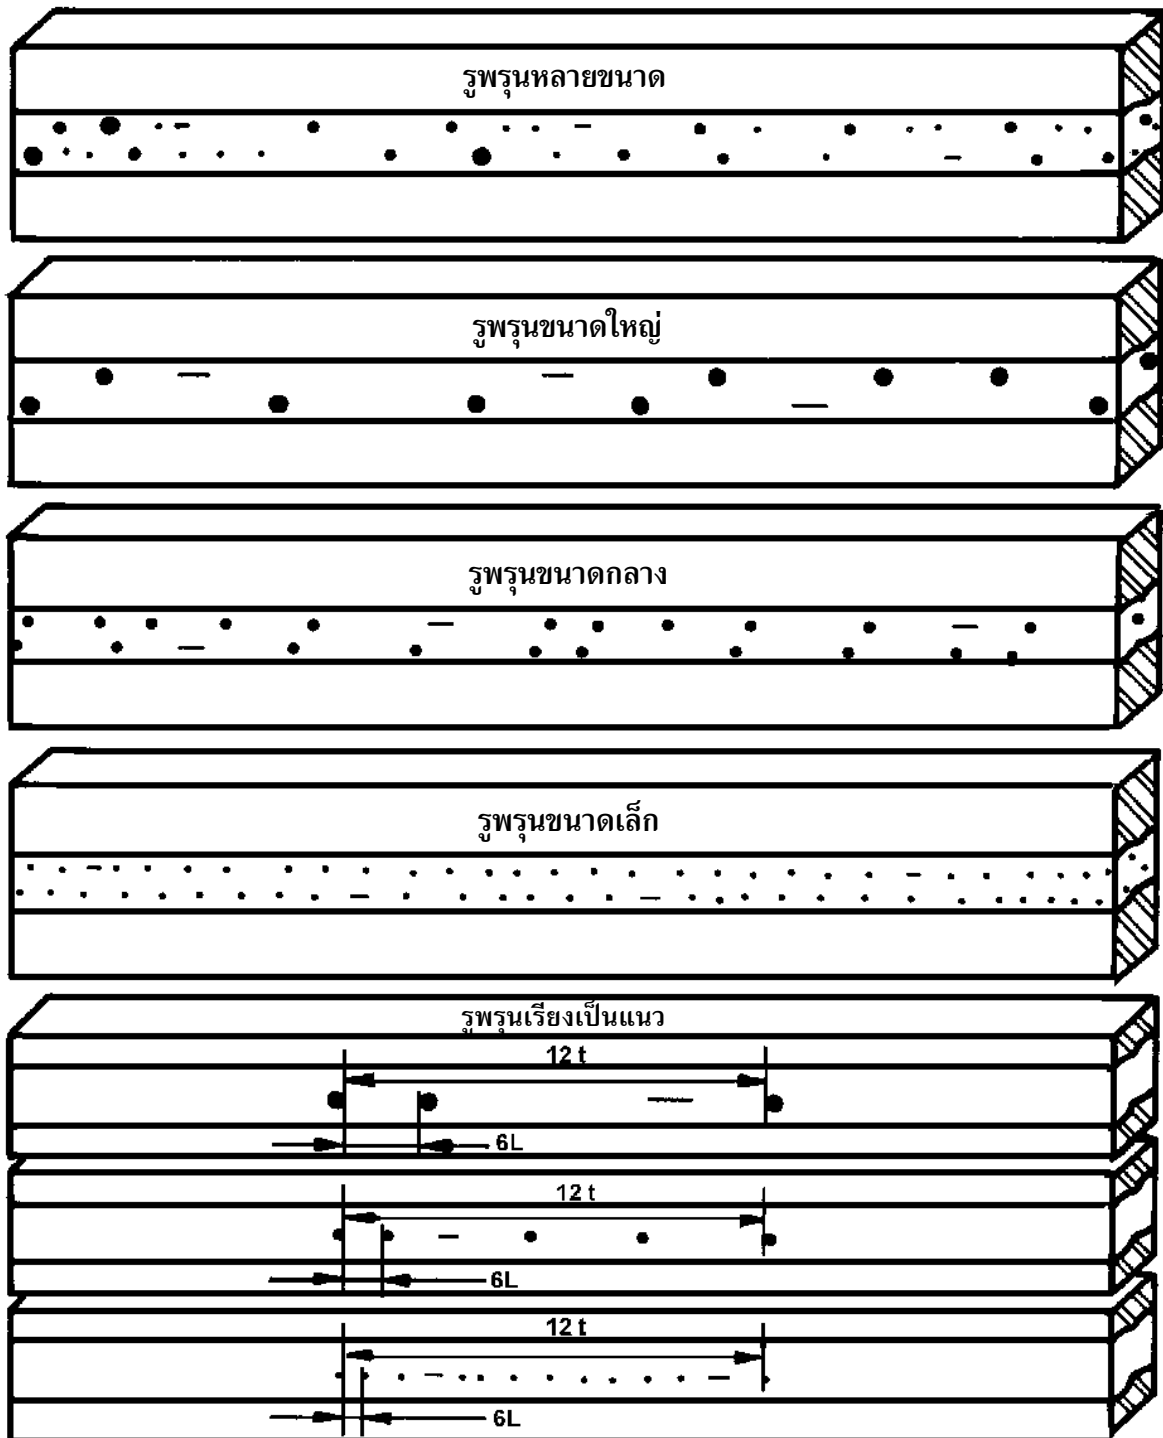 รูพรุนหลายขนาด
รูพรุนขนาดใหญ่
รูพรุนขนาดกลาง
รูพรุนขนาดเล็ก
รูพรุนเรียงเป็นแนว
12 t
6L
12 t
6L
12 t
6L